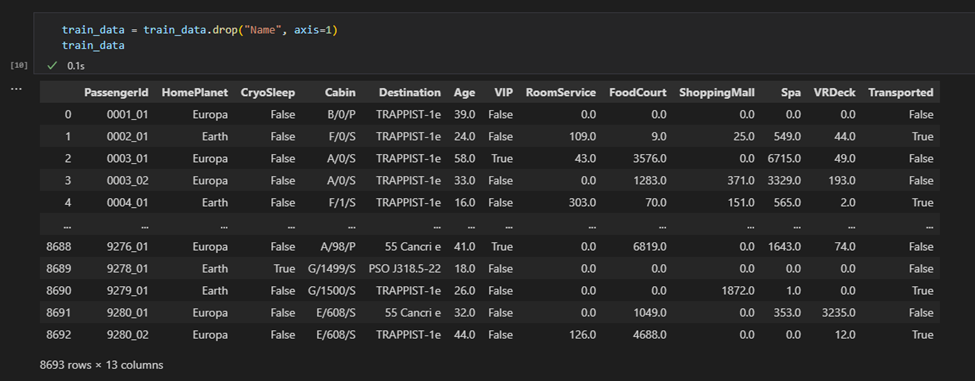 train_data = train_data.drop("Name", axis=1)
train_data
[10] 0.1s
...
PassengerId HomePlanet CryoSleep Cabin Destination Age VIP RoomService FoodCourt ShoppingMall Spa VRDeck Transported
0 0001_01 Europa False B/0/P TRAPPIST-1e 39.0 False 0.0 0.0 0.0 0.0 0.0 False
1 0002_01 Earth False F/0/S TRAPPIST-1e 24.0 False 109.0 9.0 25.0 549.0 44.0 True
2 0003_01 Europa False A/0/S TRAPPIST-1e 58.0 True 43.0 3576.0 0.0 6715.0 49.0 False
3 0003_02 Europa False A/0/S TRAPPIST-1e 33.0 False 0.0 1283.0 371.0 3329.0 193.0 False
4 0004_01 Earth False F/1/S TRAPPIST-1e 16.0 False 303.0 70.0 151.0 565.0 2.0 True
... ... ... ... ... ... ... ... ... ... ... ... ... ...
8688 9276_01 Europa False A/98/P 55 Cancri e 41.0 True 0.0 6819.0 0.0 1643.0 74.0 False
8689 9278_01 Earth True G/1499/S PSO J318.5-22 18.0 False 0.0 0.0 0.0 0.0 0.0 False
8690 9279_01 Earth False G/1500/S TRAPPIST-1e 26.0 False 0.0 0.0 1872.0 1.0 0.0 True
8691 9280_01 Europa False E/608/S 55 Cancri e 32.0 False 0.0 1049.0 0.0 353.0 3235.0 False
8692 9280_02 Europa False E/608/S TRAPPIST-1e 44.0 False 126.0 4688.0 0.0 0.0 12.0 True
8693 rows × 13 columns